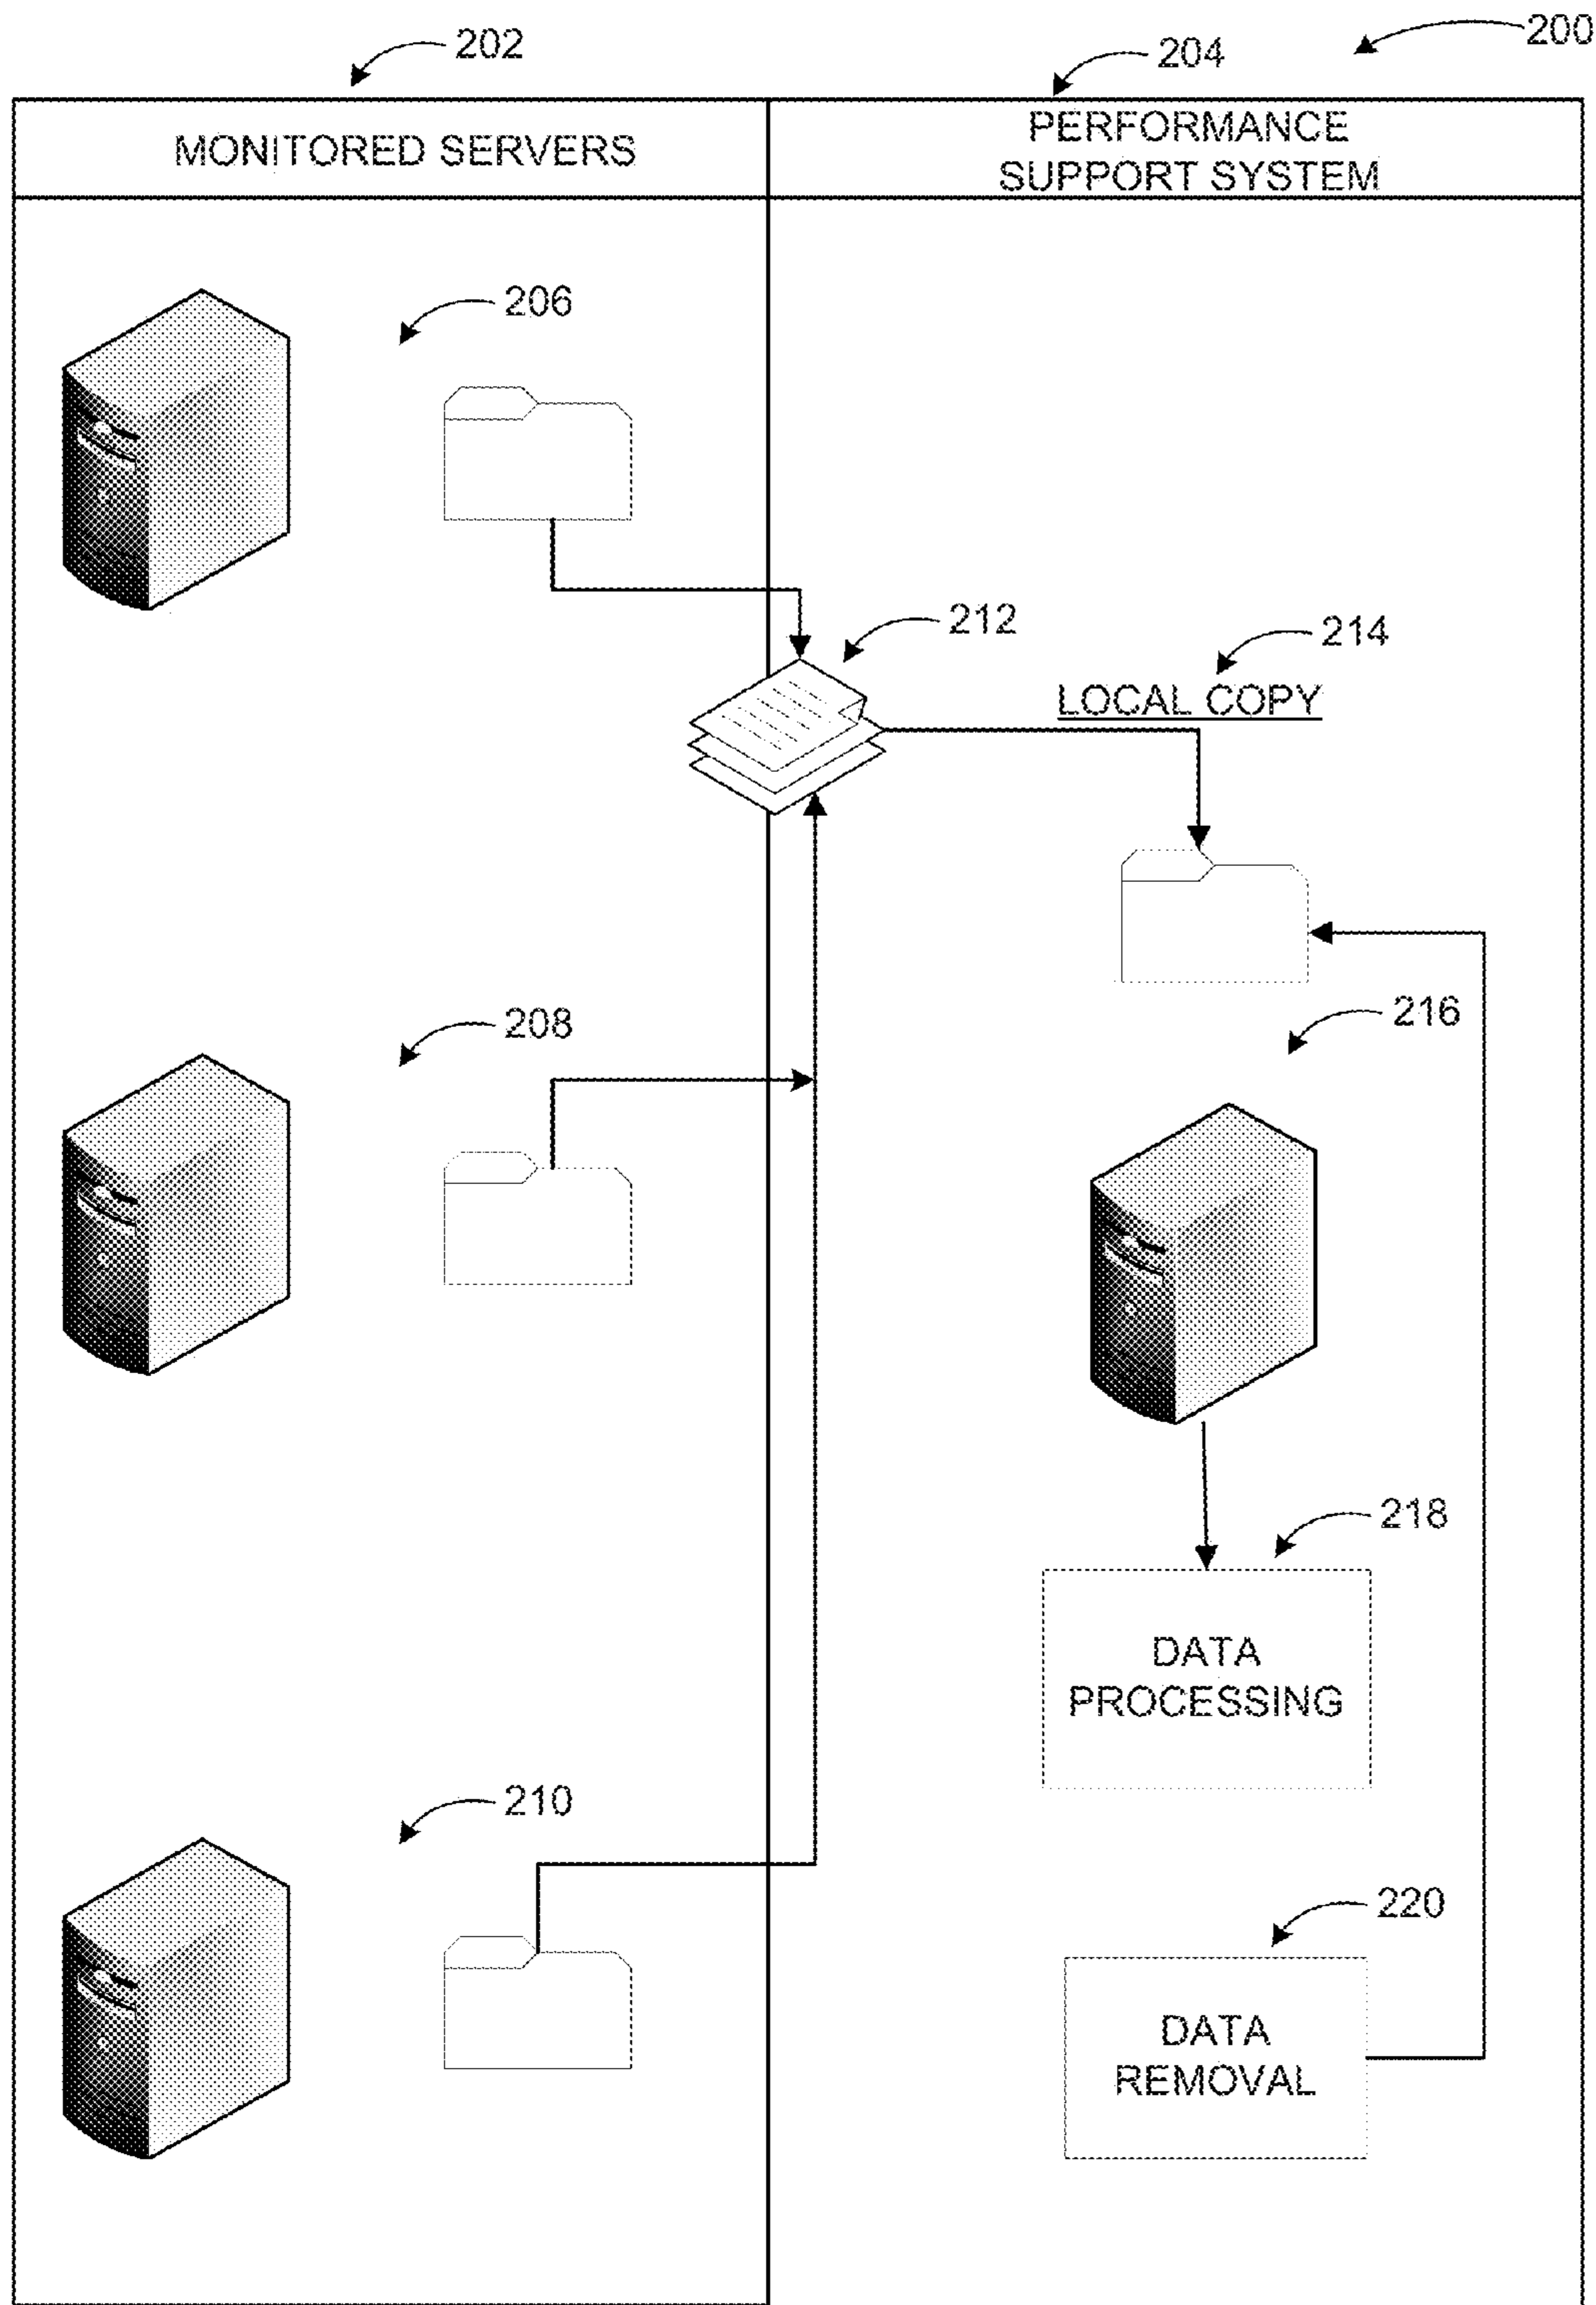 200
202
204
MONITORED SERVERS
PERFORMANCE
SUPPORT SYSTEM
206
212
214
LOCAL COPY
208
216
218
DATA
PROCESSING
210
220
DATA
REMOVAL